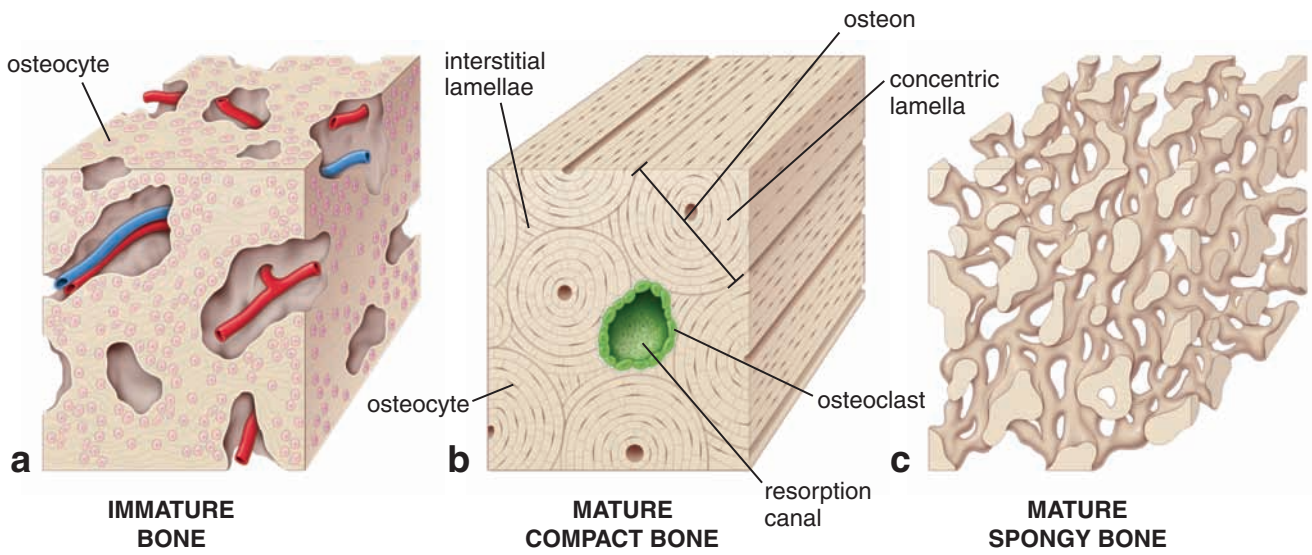 osteon
osteocyte
interstitial
lamellae
concentric
lamella
osteocyte
osteoclast
resorption
canal
a
b
c
IMMATURE
BONE
MATURE
COMPACT BONE
MATURE
SPONGY BONE